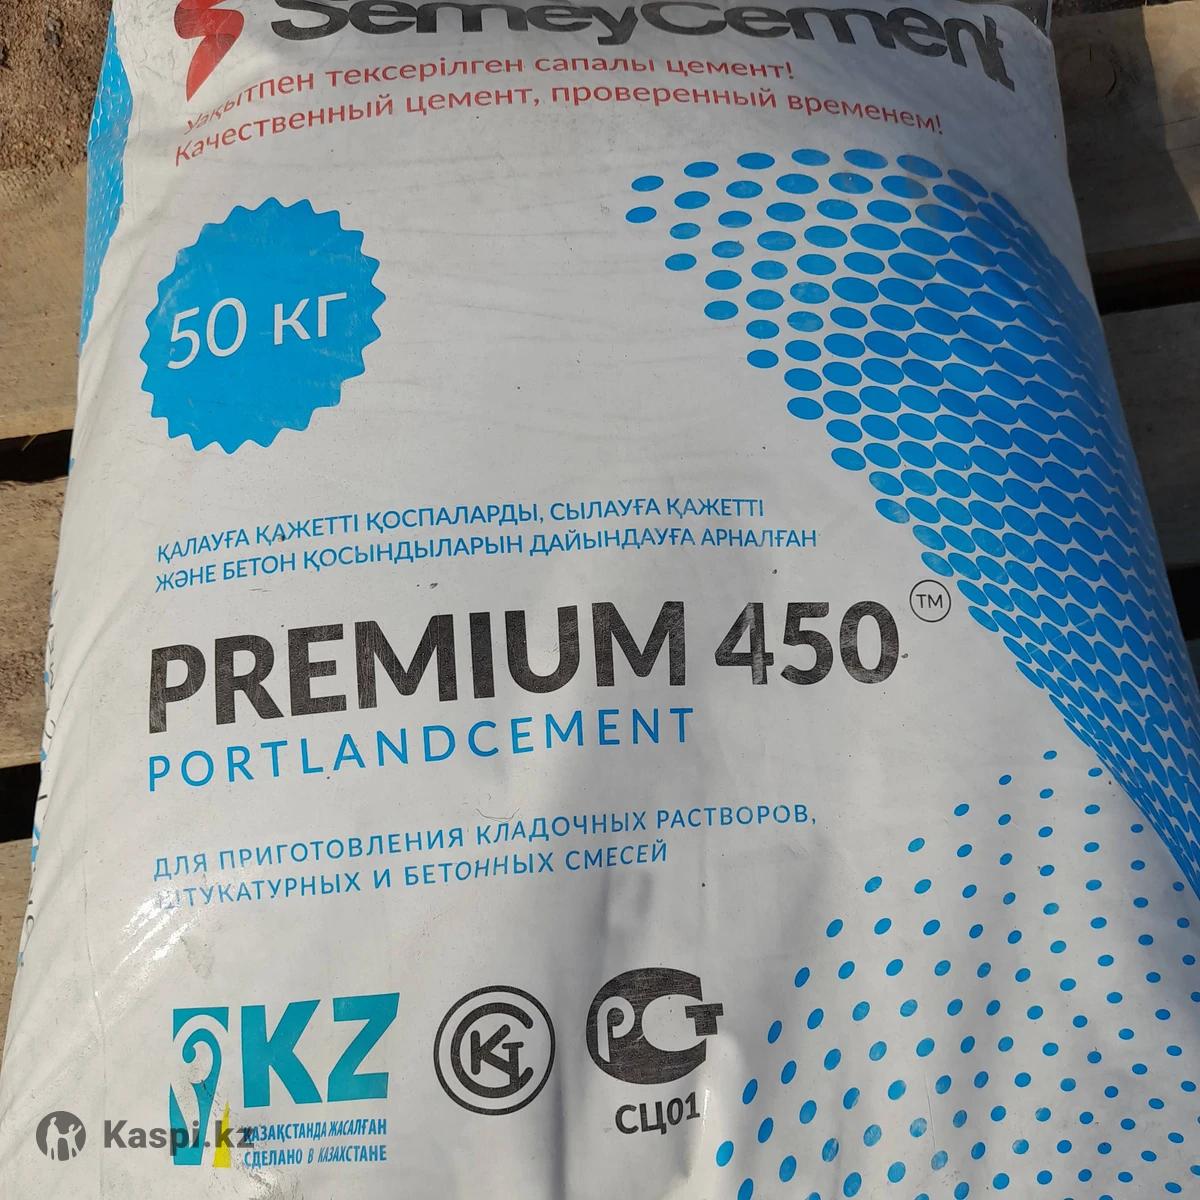 SemeyCement
Уақытпен тексерілген сапалы цемент!
Качественный цемент, проверенный временем!
50 кг
ҚАЛАУҒА ҚАЖЕТТІ ҚОСПАЛАРДЫ, СЫЛАУҒА ҚАЖЕТТІ
ЖӘНЕ БЕТОН ҚОСЫНДЫЛАРЫН ДАЙЫНДАУҒА АРНАЛҒАН
PREMIUM 450 TM
PORTLANDCEMENT
ДЛЯ ПРИГОТОВЛЕНИЯ КЛАДОЧНЫХ РАСТВОРОВ,
ШТУКАТУРНЫХ И БЕТОННЫХ СМЕСЕЙ
KZ
ҚАЗАҚСТАНДА ЖАСАЛҒАН
СДЕЛАНО В КАЗАХСТАНЕ
РСТ
СЦ01
Kaspi.kz